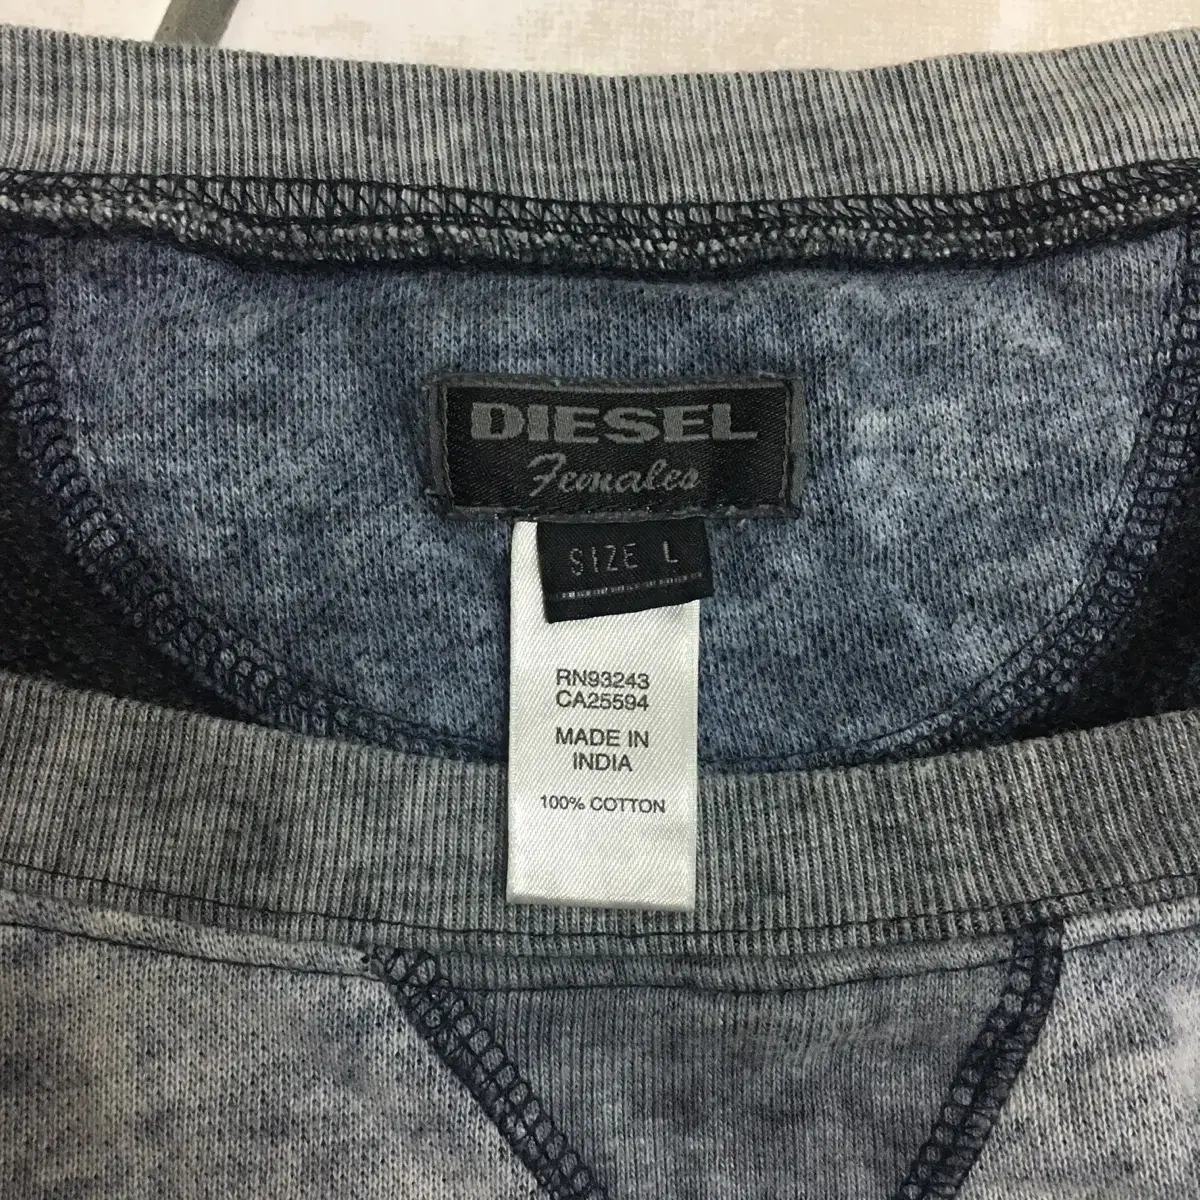 DIESEL
Females
SIZE L
RN93243
CA25594
MADE IN
INDIA
100% COTTON